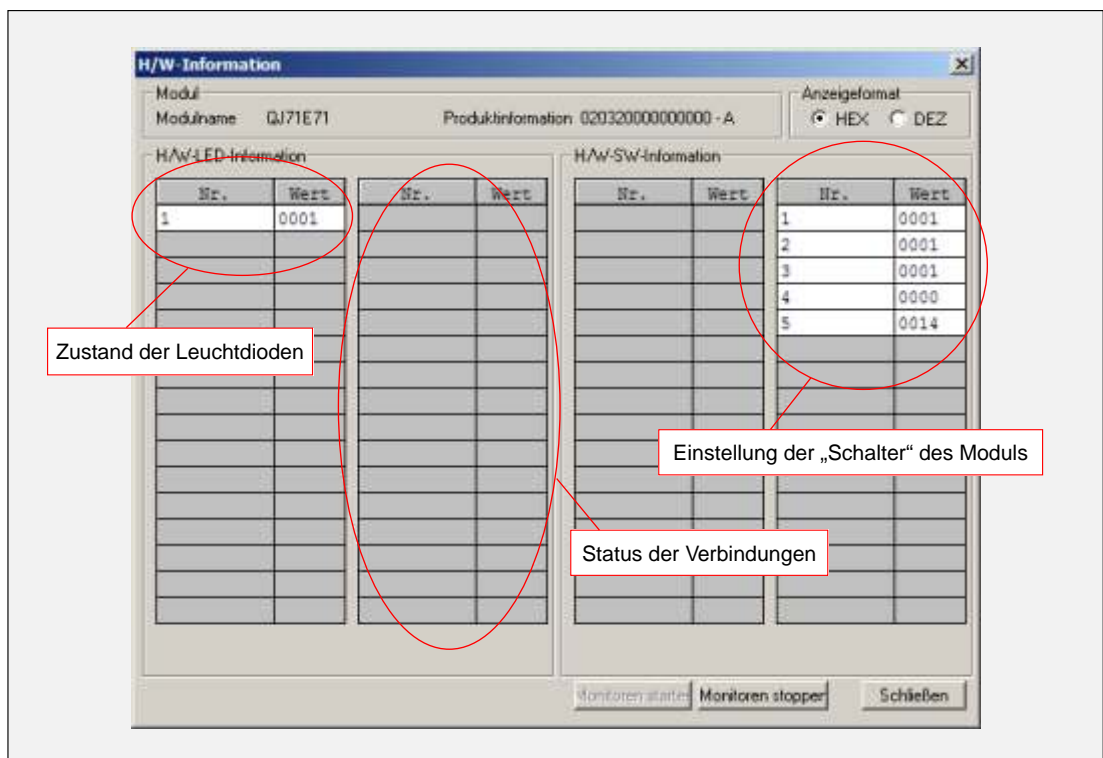 H/W-Information
Modul
Modulname QJ71E71 Produktinformation 020320000000000 - A
Anzeigeformat
HEX DEZ
H/W-LED-Information
H/W-SW-Information
Nr. Wert Nr. Wert Nr. Wert Nr. Wert
1 0001 1 0001
2 0001
3 0001
4 0000
5 0014
Zustand der Leuchtdioden
Einstellung der „Schalter“ des Moduls
Status der Verbindungen
Monitoren starten Monitoren stoppen Schließen